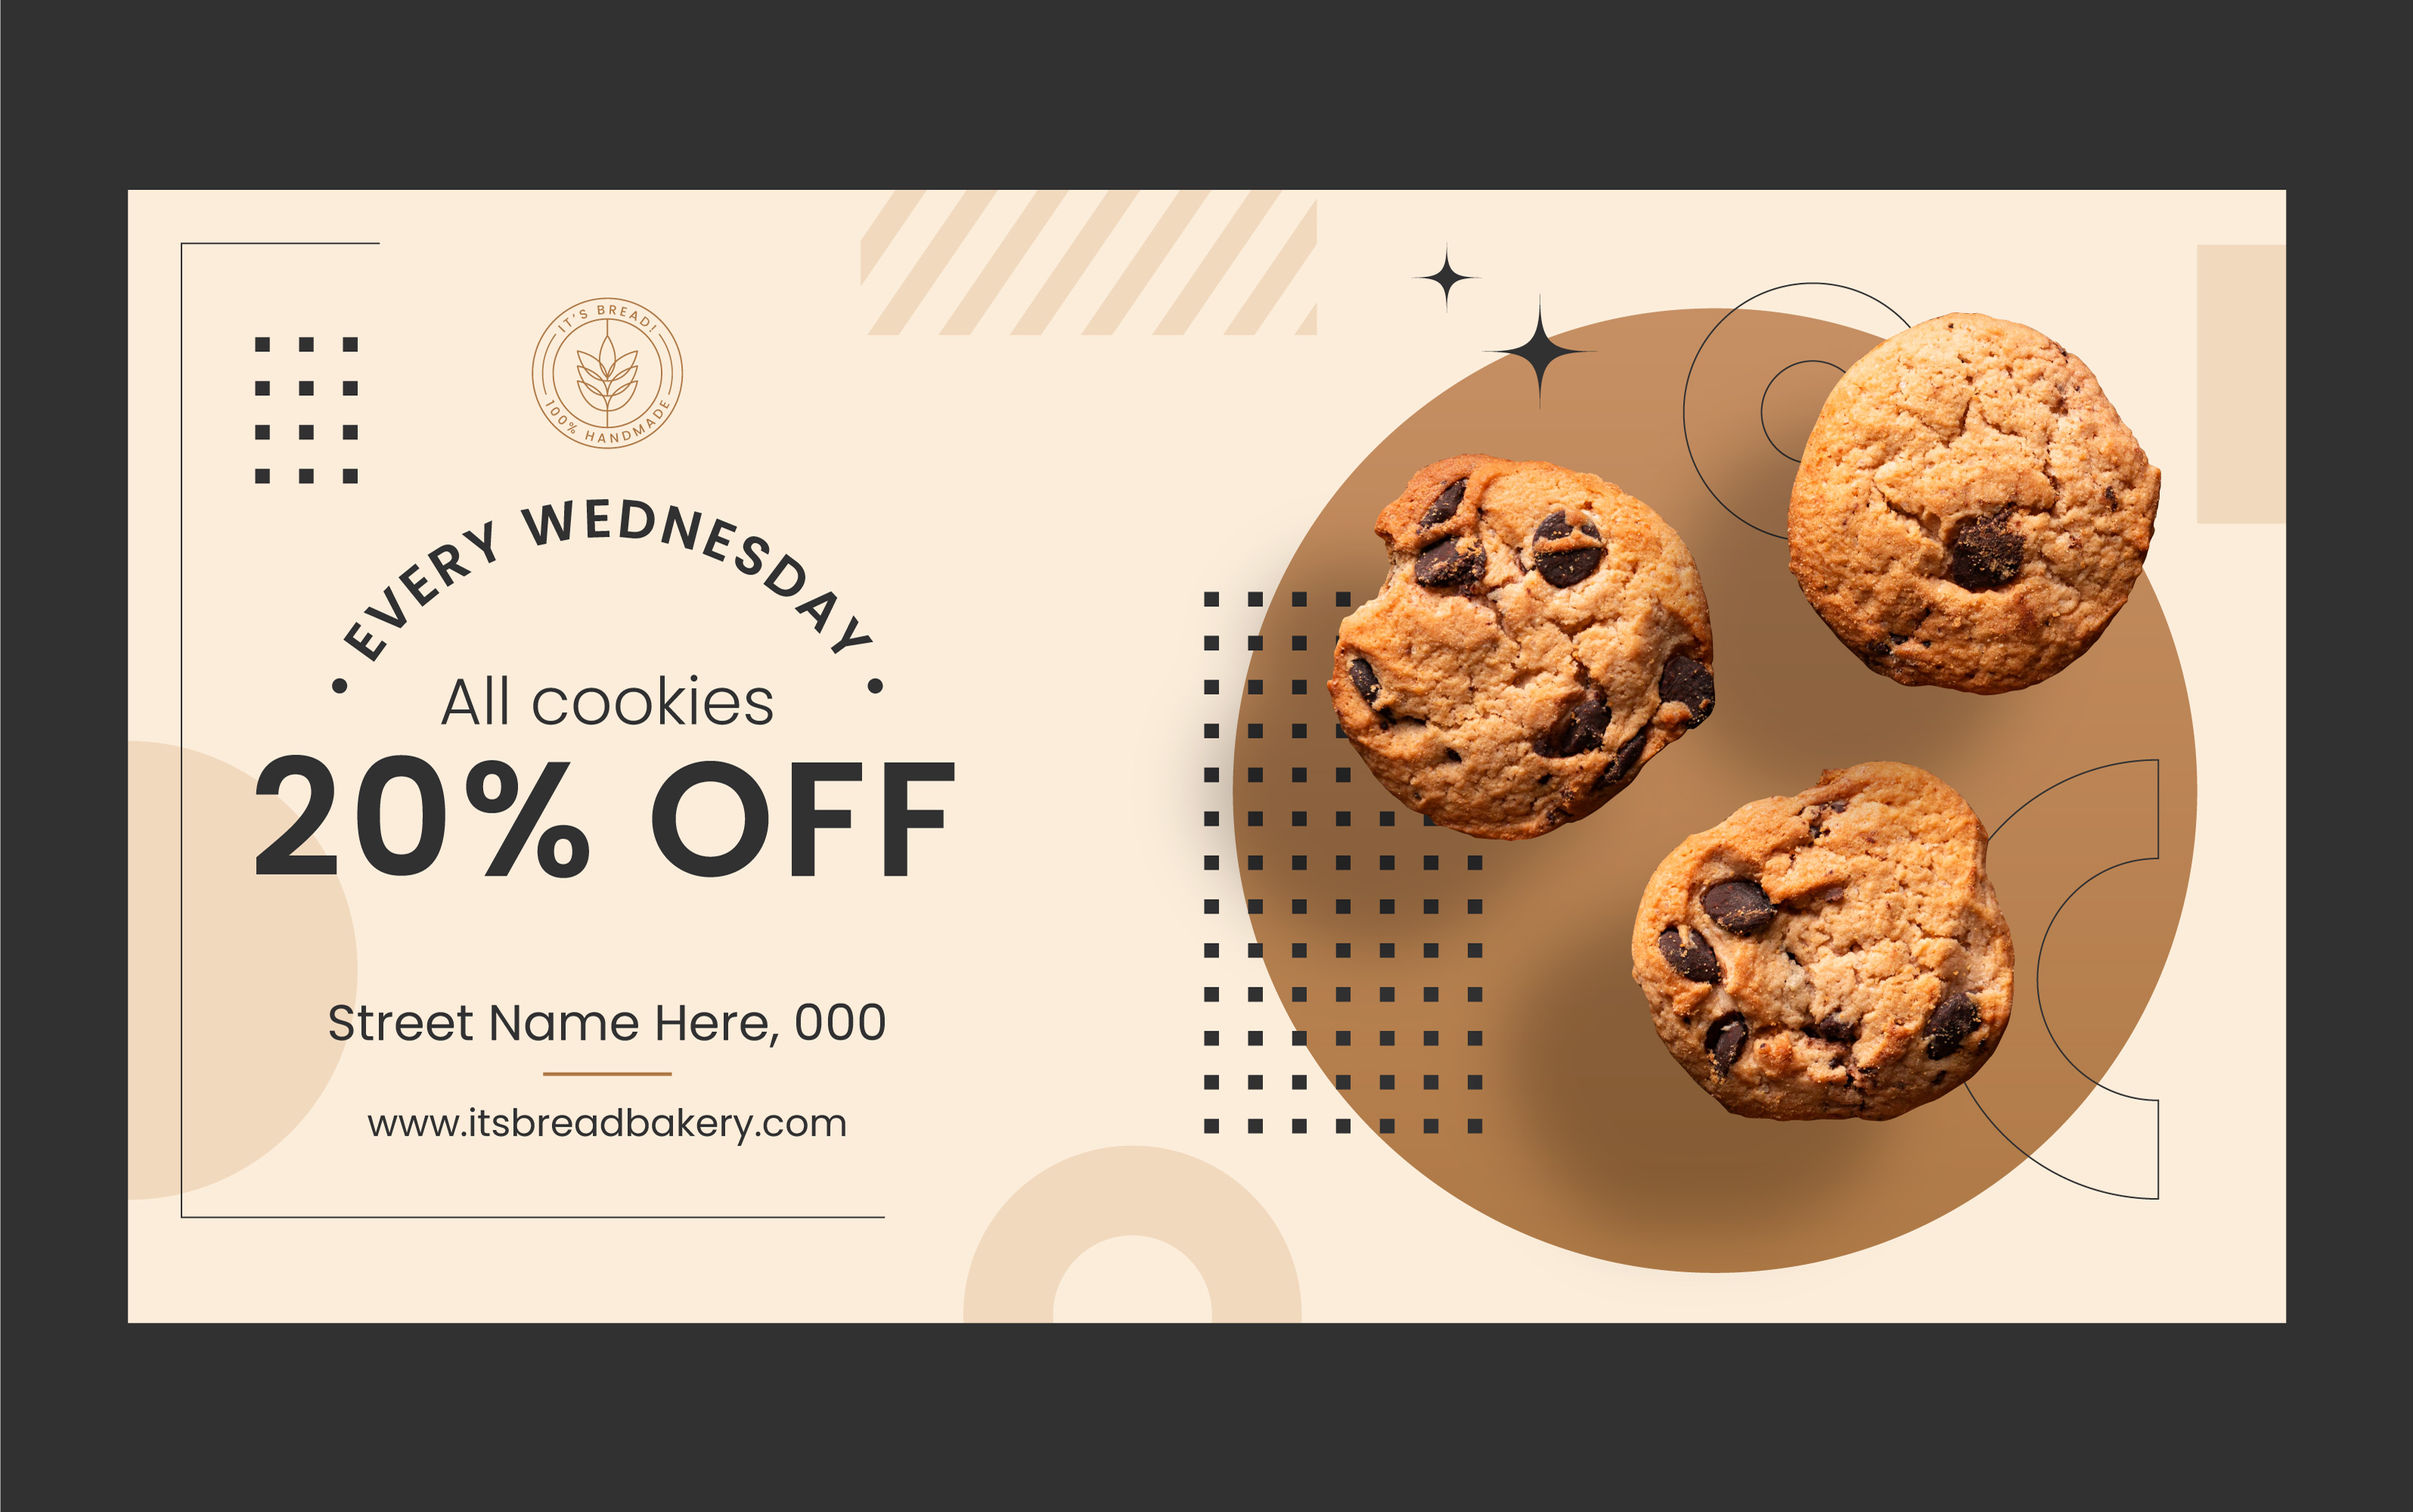 IT'S BREAD!
100% HANDMADE
EVERY WEDNESDAY
All cookies
20% OFF
Street Name Here, 000
www.itsbreadbakery.com